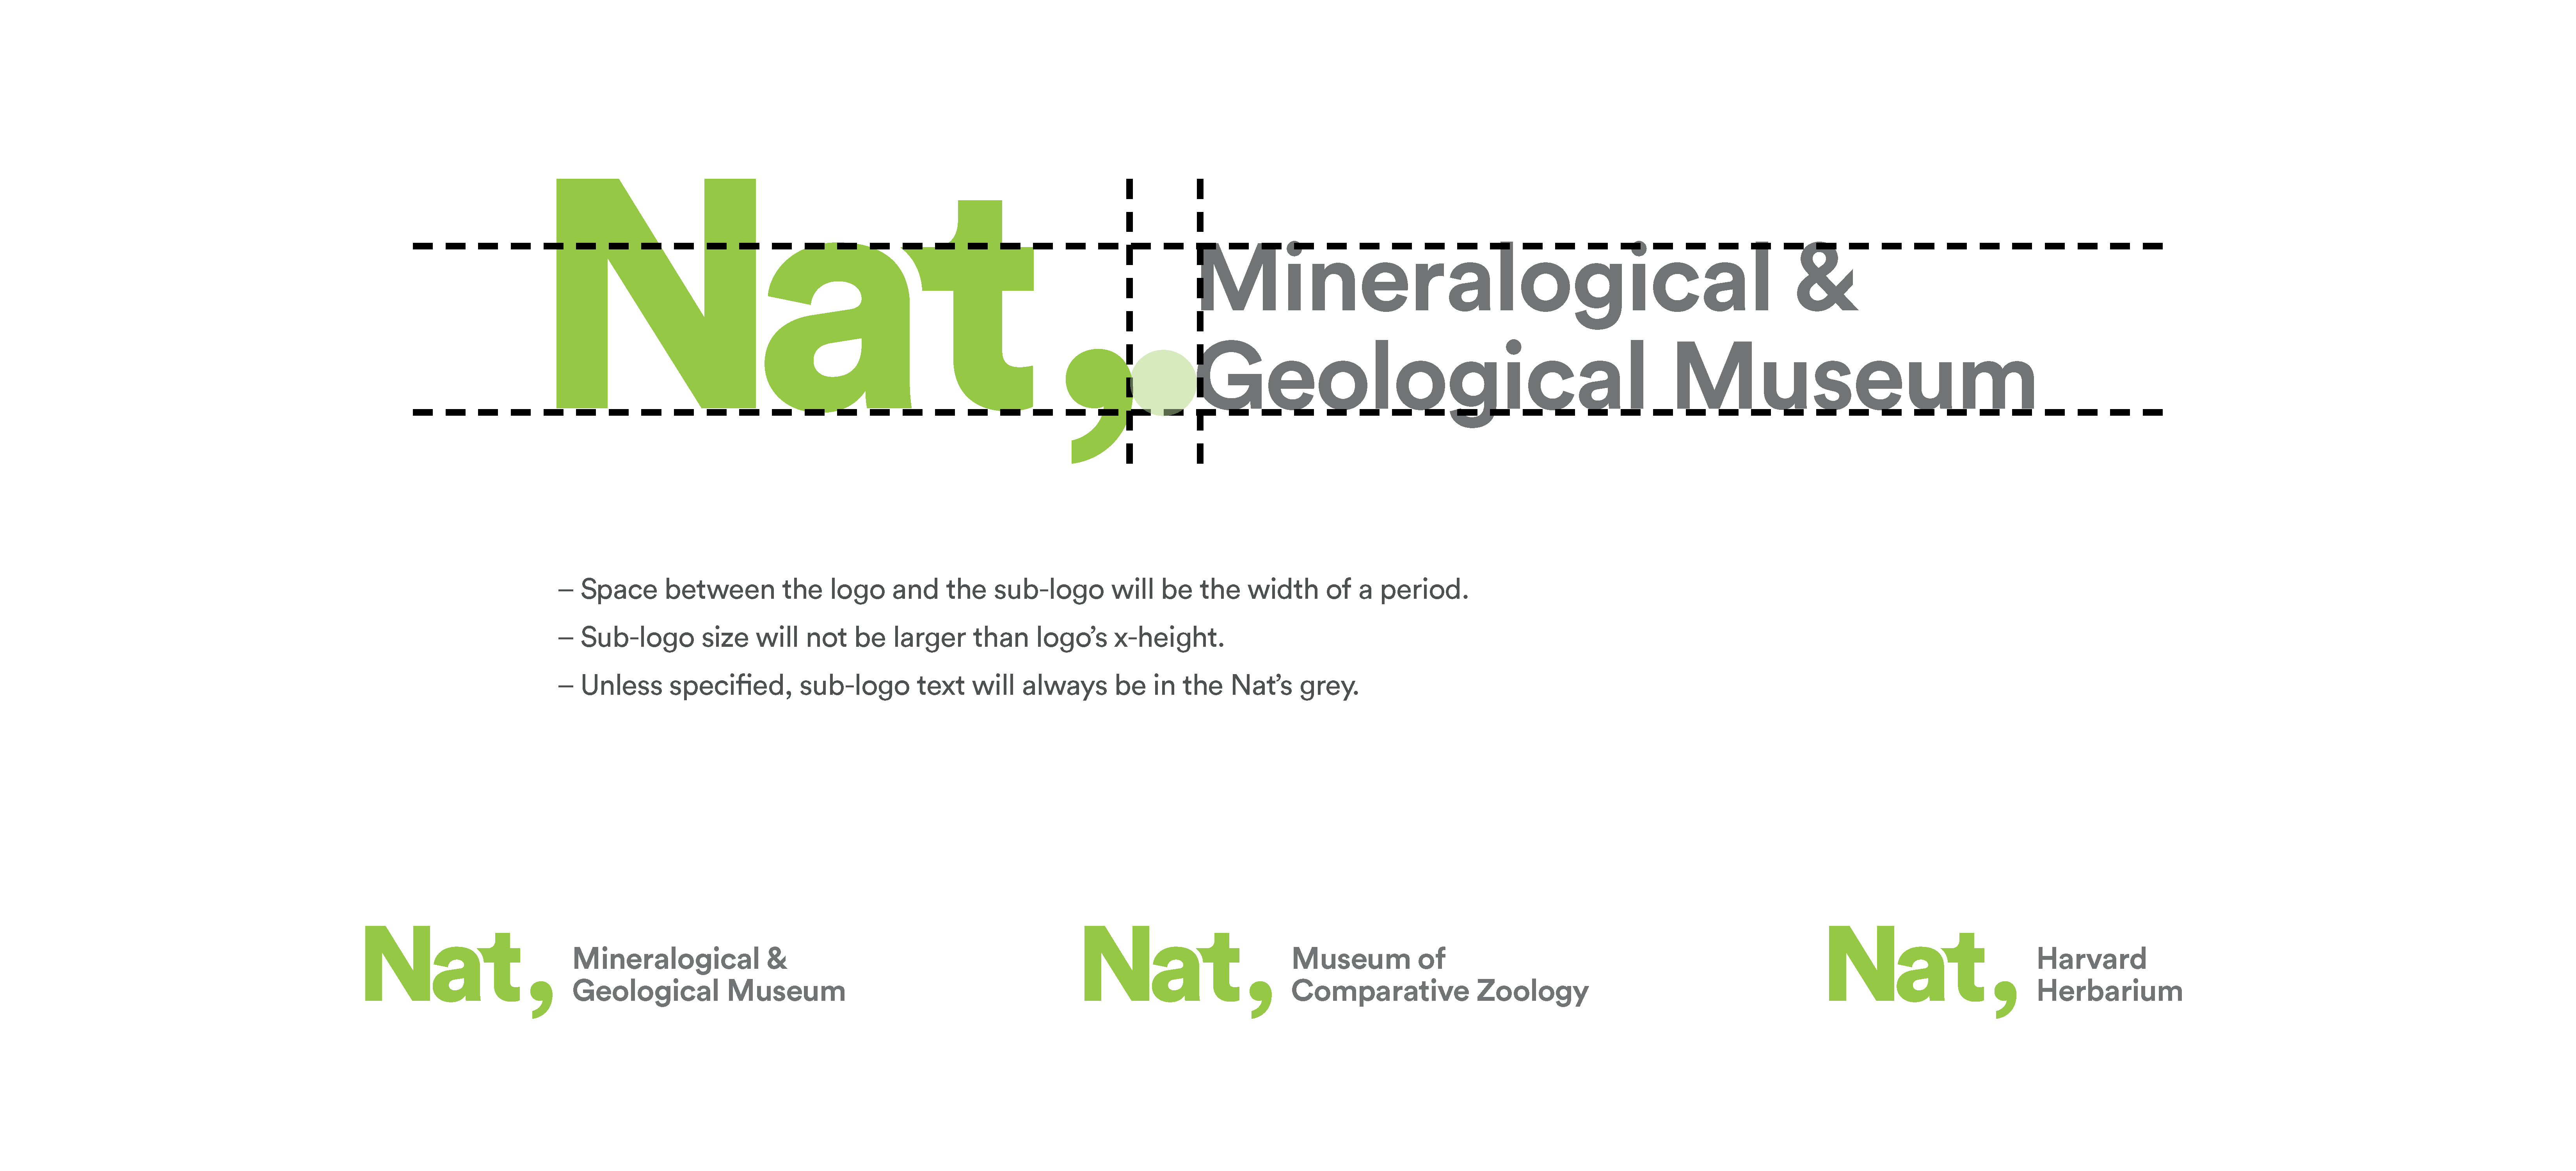 Nat,
Mineralogical &
Geological Museum
– Space between the logo and the sub-logo will be the width of a period.
– Sub-logo size will not be larger than logo’s x-height.
– Unless specified, sub-logo text will always be in the Nat’s grey.
Nat,
Mineralogical &
Geological Museum
Nat,
Museum of
Comparative Zoology
Nat,
Harvard
Herbarium